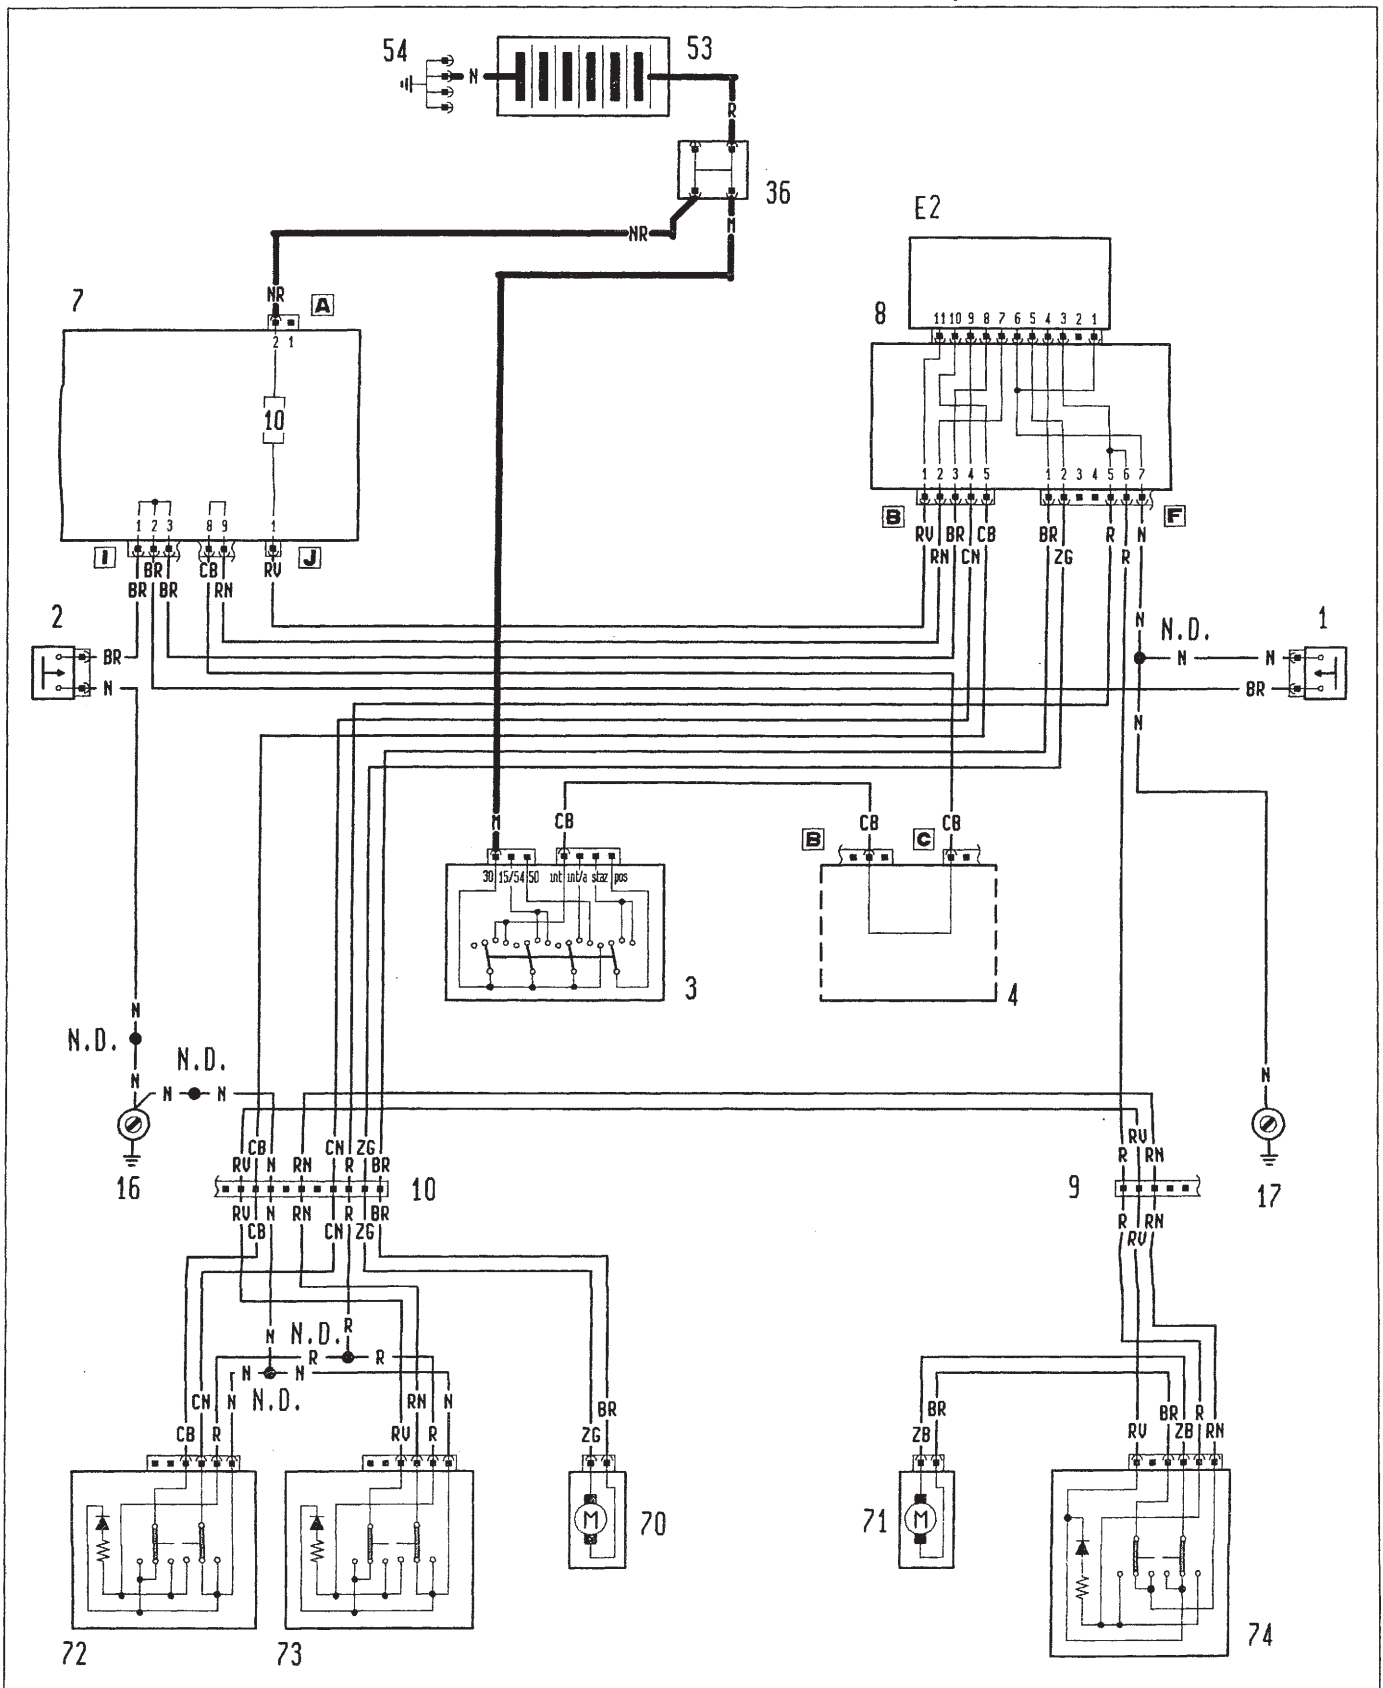 54
N
53
R
36
M
NR
E2
NR
A
7
2 1
10
8
11 10 9 8 7 6 5 4 3 2 1
1 2 3 4 5
1 2 3 4 5 6 7
B
F
1 2 3
8 9
1
I
J
RV BR CB
RN CN
BR R N
ZG R
BR CB RV
BR BR RN
2
BR
N
N
N.D.
N N
1
BR
N
M
CB
B
CB
C
CB
30 15/54 50
int int/a staz pos
3
4
N
N.D.
N
N.D.
N N
N
16
17
CB CN ZG
RV N RN R BR
10
RV N RN R BR
CB CN ZG
RV
R RN
9
R RN
RV
N
N.D.
R
R R
N N
N.D.
CN
N
CB
R
RN
N
RV
R
BR
ZG
BR
ZB
BR
R
RV
ZB
RN
M
70
M
71
72
73
74